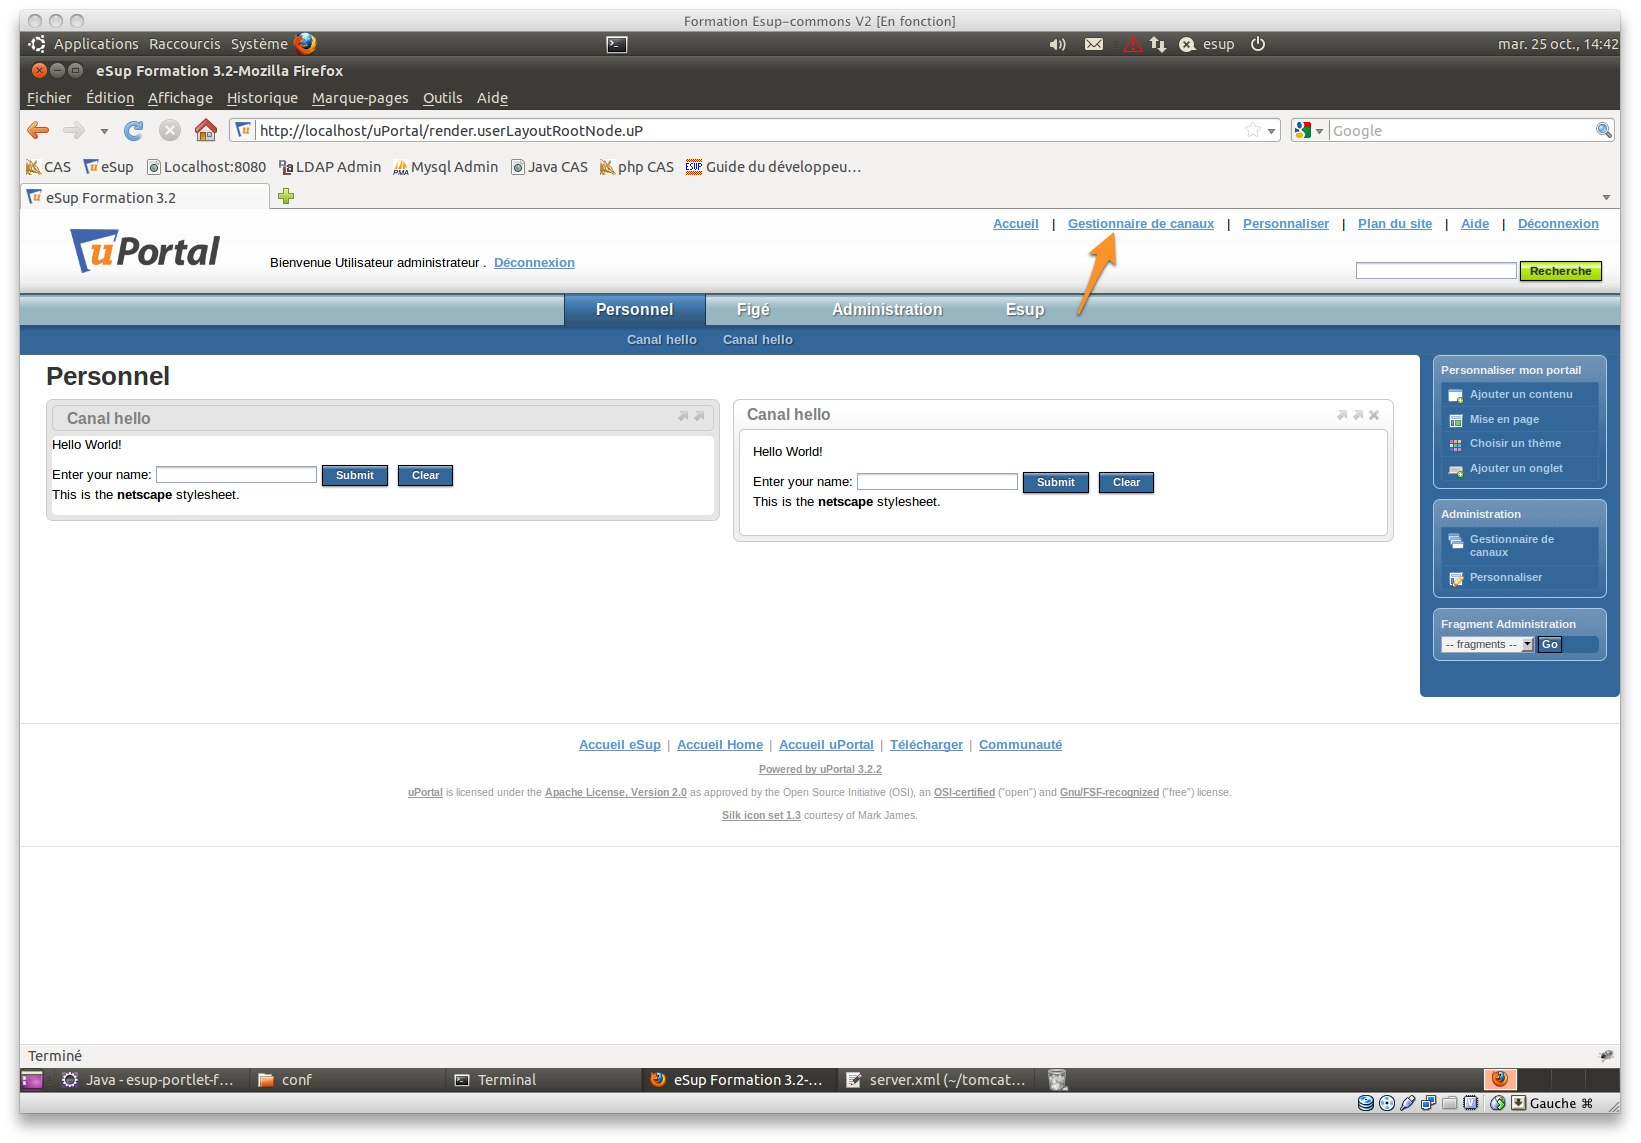 Formation Esup-commons V2 [En fonction]
Applications Raccourcis Système esup mar. 25 oct., 14:42
eSup Formation 3.2-Mozilla Firefox
Fichier Édition Affichage Historique Marque-pages Outils Aide
http://localhost/uPortal/render.userLayoutRootNode.uP Google
CAS eSup Localhost:8080 LDAP Admin Mysql Admin Java CAS php CAS Guide du développeu...
eSup Formation 3.2
Accueil | Gestionnaire de canaux | Personnaliser | Plan du site | Aide | Déconnexion
uPortal
Bienvenue Utilisateur administrateur . Déconnexion
Recherche
Personnel Figé Administration Esup
Canal hello Canal hello
Personnel
Canal hello
Hello World!
Enter your name: Submit Clear
This is the netscape stylesheet.
Canal hello
Hello World!
Enter your name: Submit Clear
This is the netscape stylesheet.
Personnaliser mon portail
Ajouter un contenu
Mise en page
Choisir un thème
Ajouter un onglet
Administration
Gestionnaire de
canaux
Personnaliser
Fragment Administration
-- fragments -- Go
Accueil eSup | Accueil Home | Accueil uPortal | Télécharger | Communauté
Powered by uPortal 3.2.2
uPortal is licensed under the Apache License, Version 2.0 as approved by the Open Source Initiative (OSI), an OSI-certified ("open") and Gnu/FSF-recognized ("free") license.
Silk icon set 1.3 courtesy of Mark James.
Terminé
Java - esup-portlet-f... conf Terminal eSup Formation 3.2-... server.xml (~/tomcat...
Gauche ⌘